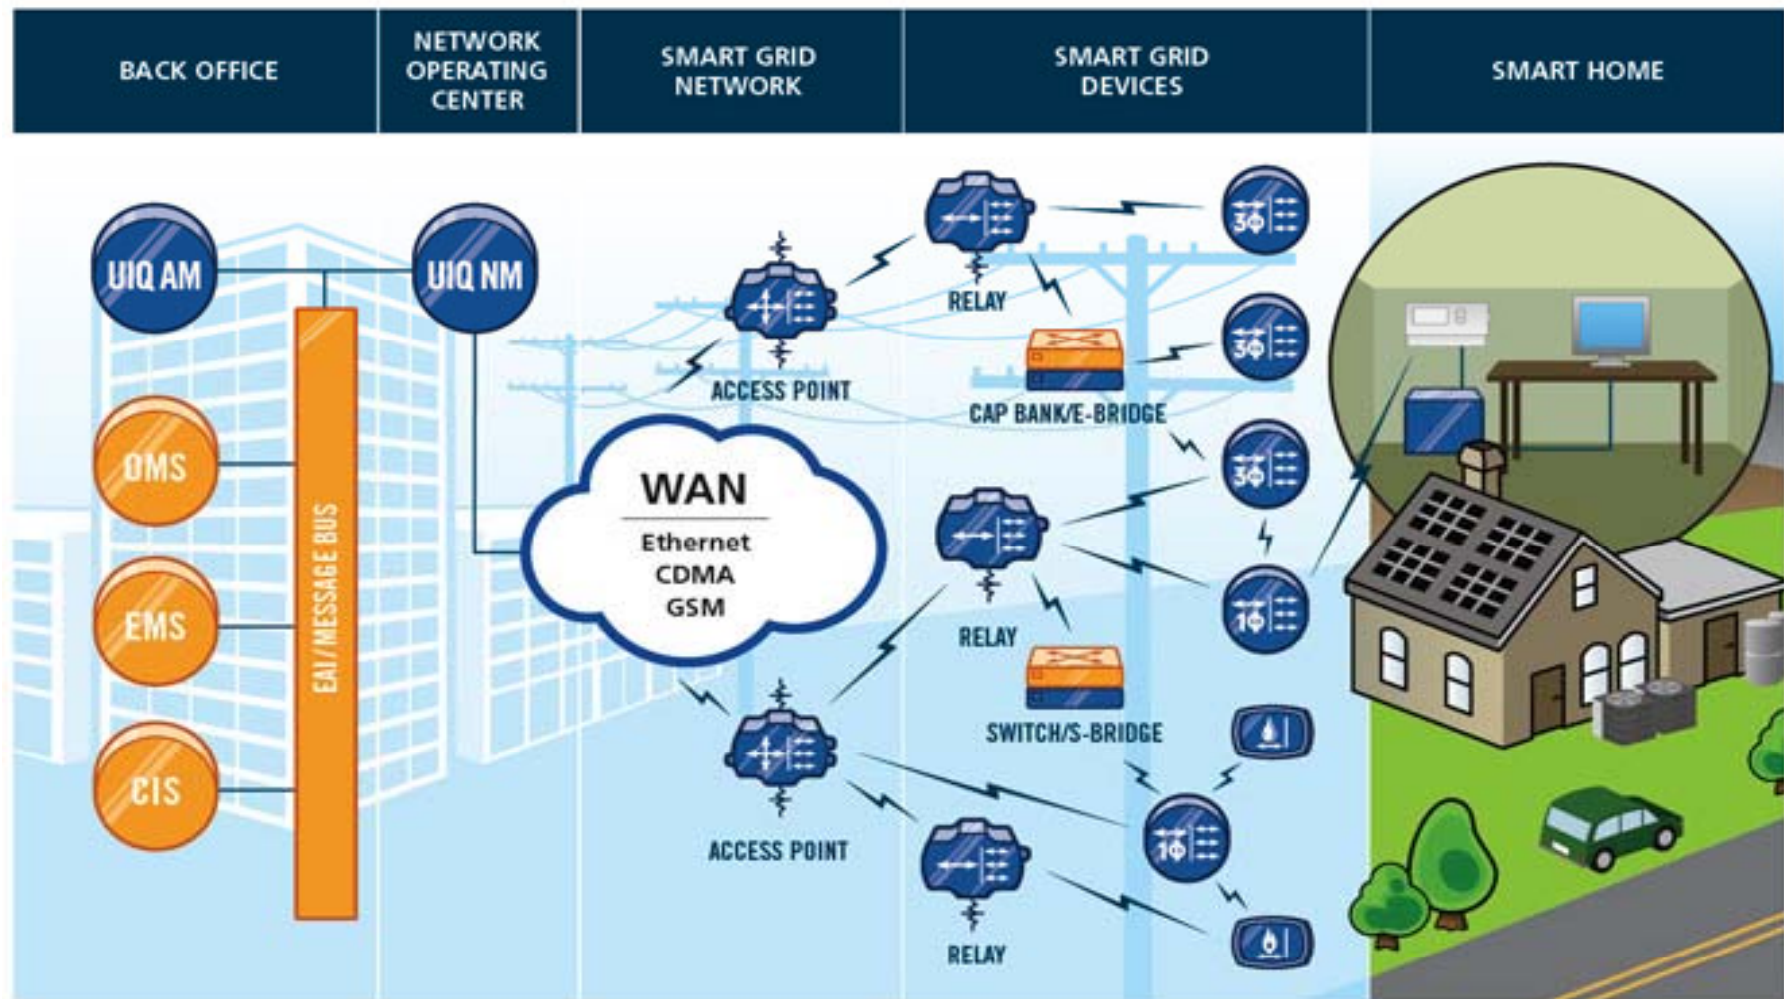 BACK OFFICE
NETWORK
OPERATING
CENTER
SMART GRID
NETWORK
SMART GRID
DEVICES
SMART HOME
UIQ AM
UIQ NM
OMS
EMS
CIS
EAI/MESSAGE BUS
WAN
Ethernet
CDMA
GSM
ACCESS POINT
ACCESS POINT
RELAY
CAP BANK/E-BRIDGE
RELAY
SWITCH/S-BRIDGE
RELAY
3Φ
3Φ
3Φ
1Φ
1Φ